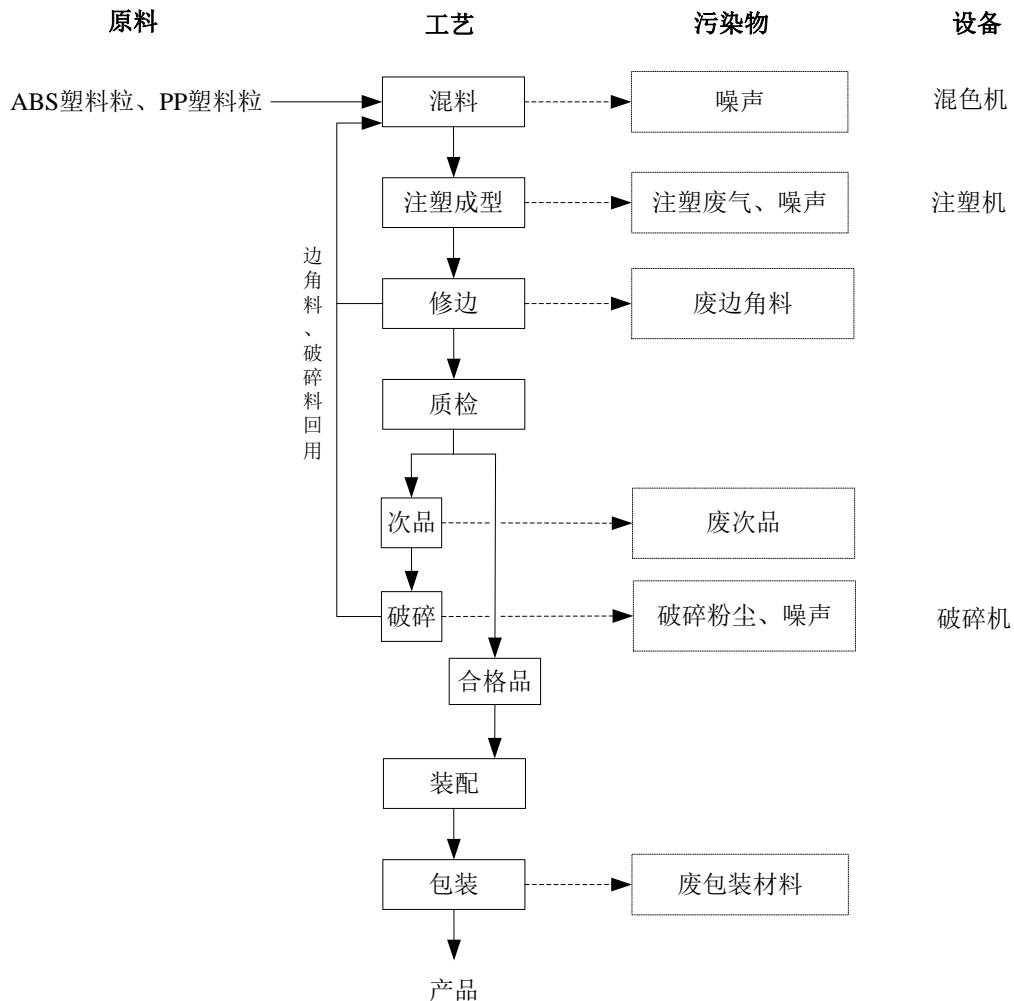 原料 工艺 污染物 设备
ABS塑料粒、PP塑料粒 混料 噪声 混色机
注塑成型 注塑废气、噪声 注塑机
边角料、破碎料回用
修边 废边角料
质检
次品 废次品
破碎 破碎粉尘、噪声 破碎机
合格品
装配
包装 废包装材料
产品